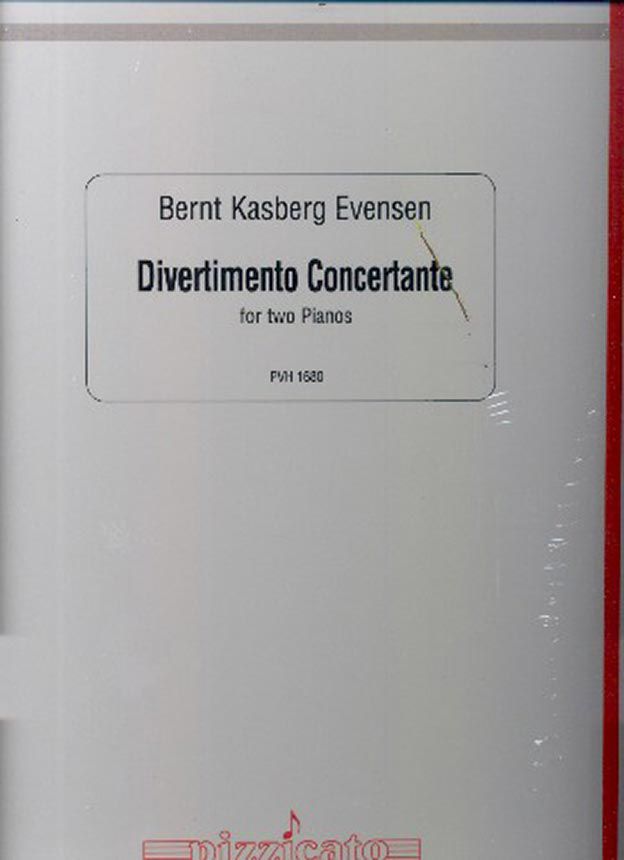 Bernt Kasberg Evensen
Divertimento Concertante
for two Pianos
PVH 1680
pizzicato